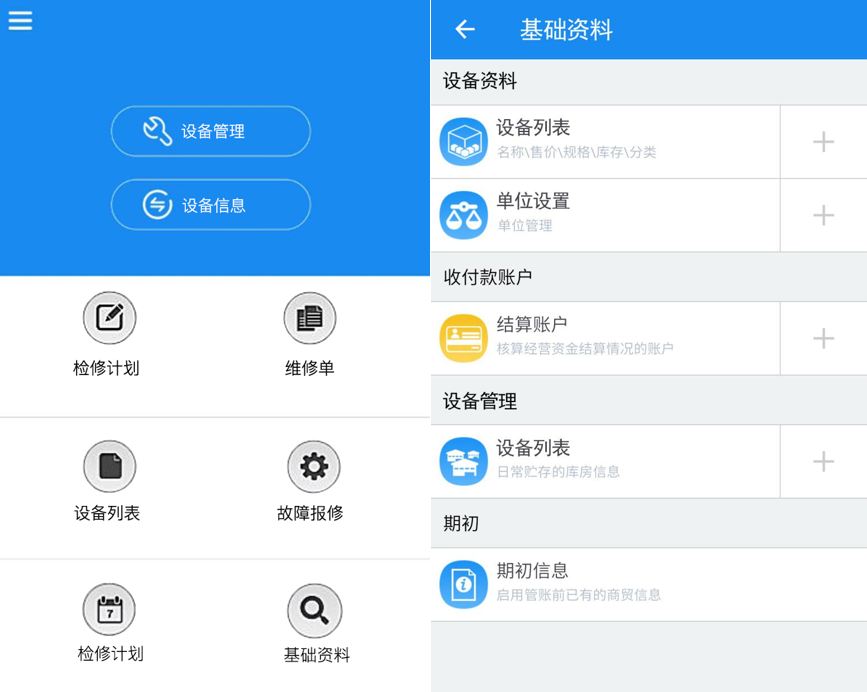 设备管理
设备信息
检修计划
维修单
设备列表
故障报修
7
检修计划
基础资料
基础资料
设备资料
设备列表
名称\售价\规格\库存\分类
单位设置
单位管理
收付款账户
结算账户
核算经营资金结算情况的账户
设备管理
设备列表
日常贮存的库房信息
期初
期初信息
启用管账前已有的商贸信息